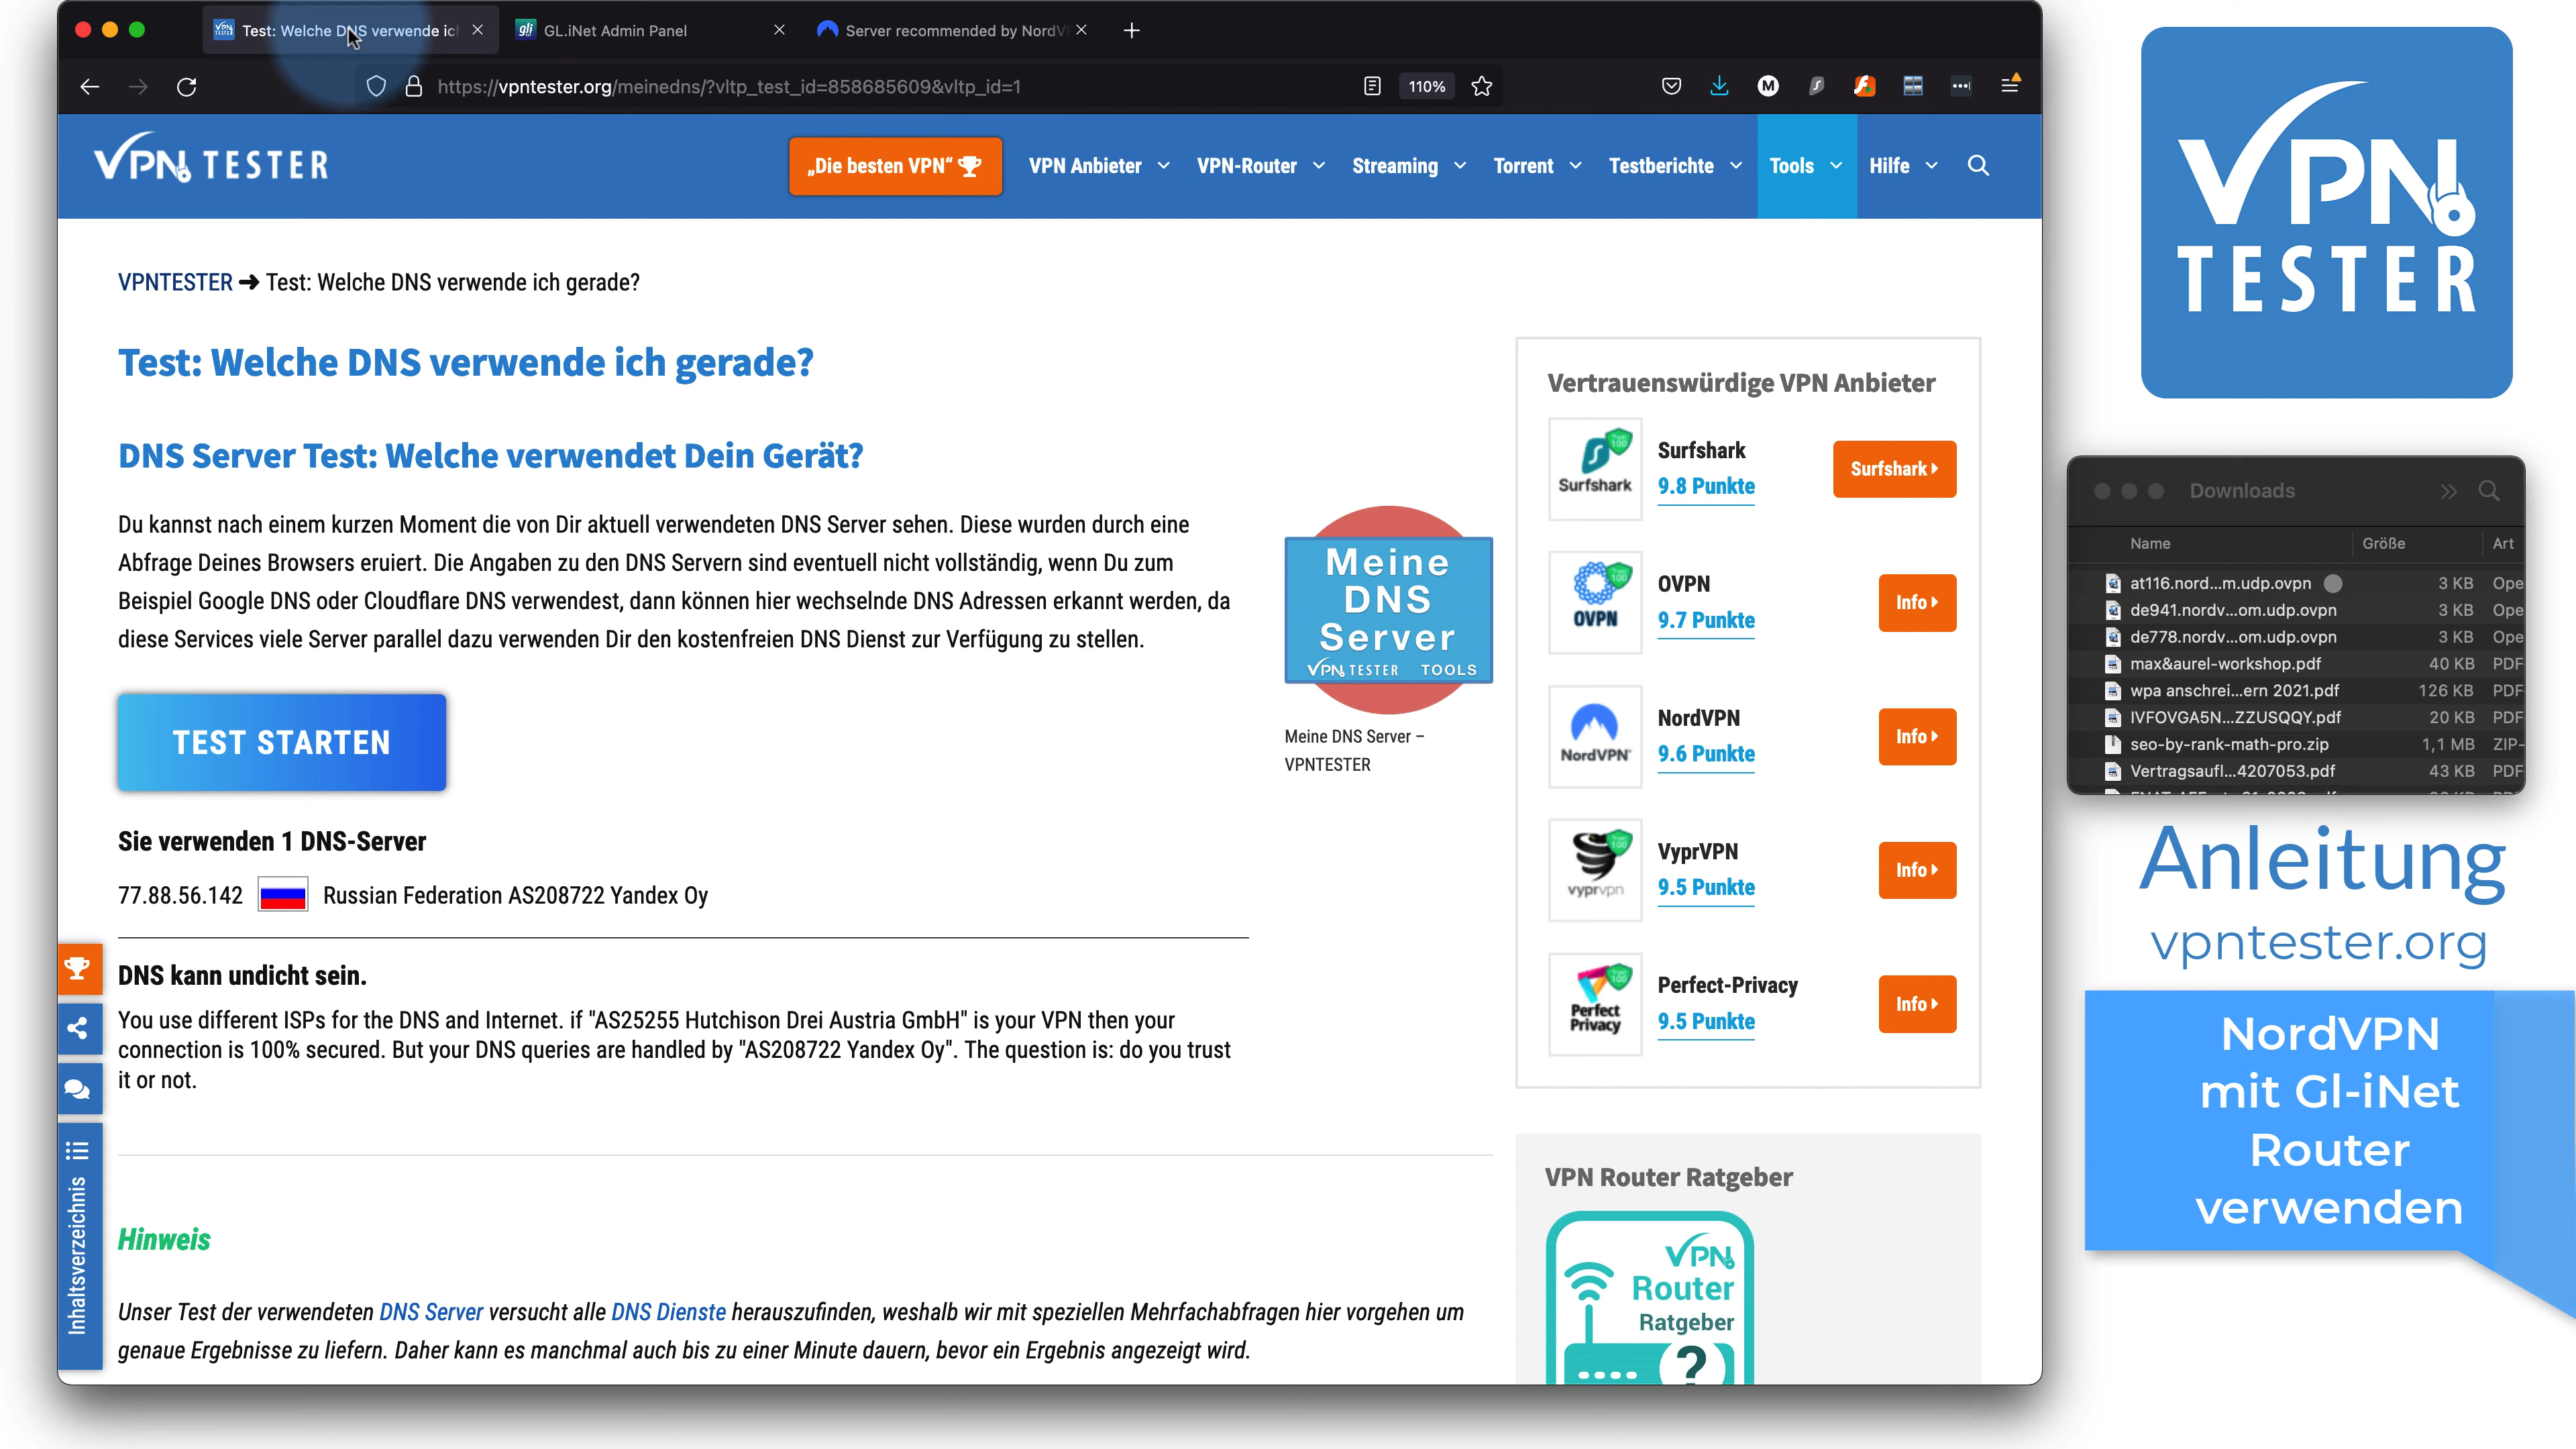 Test: Welche DNS verwende ic
GL.iNet Admin Panel
Server recommended by NordV
https://vpntester.org/meinedns/?vltp_test_id=858685609&vltp_id=1
110%
VPN TESTER
„Die besten VPN“
VPN Anbieter
VPN-Router
Streaming
Torrent
Testberichte
Tools
Hilfe
VPNTESTER ➜ Test: Welche DNS verwende ich gerade?
Test: Welche DNS verwende ich gerade?
DNS Server Test: Welche verwendet Dein Gerät?
Du kannst nach einem kurzen Moment die von Dir aktuell verwendeten DNS Server sehen. Diese wurden durch eine
Abfrage Deines Browsers eruiert. Die Angaben zu den DNS Servern sind eventuell nicht vollständig, wenn Du zum
Beispiel Google DNS oder Cloudflare DNS verwendest, dann können hier wechselnde DNS Adressen erkannt werden, da
diese Services viele Server parallel dazu verwenden Dir den kostenfreien DNS Dienst zur Verfügung zu stellen.
Meine
DNS
Server
VPN TESTER TOOLS
Meine DNS Server –
VPNTESTER
TEST STARTEN
Sie verwenden 1 DNS-Server
77.88.56.142 Russian Federation AS208722 Yandex Oy
DNS kann undicht sein.
You use different ISPs for the DNS and Internet. if "AS25255 Hutchison Drei Austria GmbH" is your VPN then your
connection is 100% secured. But your DNS queries are handled by "AS208722 Yandex Oy". The question is: do you trust
it or not.
Inhaltsverzeichnis
Hinweis
Unser Test der verwendeten DNS Server versucht alle DNS Dienste herauszufinden, weshalb wir mit speziellen Mehrfachabfragen hier vorgehen um
genaue Ergebnisse zu liefern. Daher kann es manchmal auch bis zu einer Minute dauern, bevor ein Ergebnis angezeigt wird.
Vertrauenswürdige VPN Anbieter
Surfshark
Surfshark
9.8 Punkte
Surfshark
OVPN
OVPN
9.7 Punkte
Info
NordVPN
NordVPN
9.6 Punkte
Info
vyprvpn
VyprVPN
9.5 Punkte
Info
Perfect
Privacy
Perfect-Privacy
9.5 Punkte
Info
VPN Router Ratgeber
VPN
Router
Ratgeber
?
VPN
TESTER
Downloads
Name Größe Art
at116.nord...m.udp.ovpn 3 KB Ope
de941.nordv...om.udp.ovpn 3 KB Ope
de778.nordv...om.udp.ovpn 3 KB Ope
max&aurel-workshop.pdf 40 KB PDF
wpa anschrei...ern 2021.pdf 126 KB PDF
IVFOVGA5N...ZZUSQQY.pdf 20 KB PDF
seo-by-rank-math-pro.zip 1,1 MB ZIP-
Vertragsaufl...4207053.pdf 43 KB PDF
Anleitung
vpntester.org
NordVPN
mit Gl-iNet
Router
verwenden